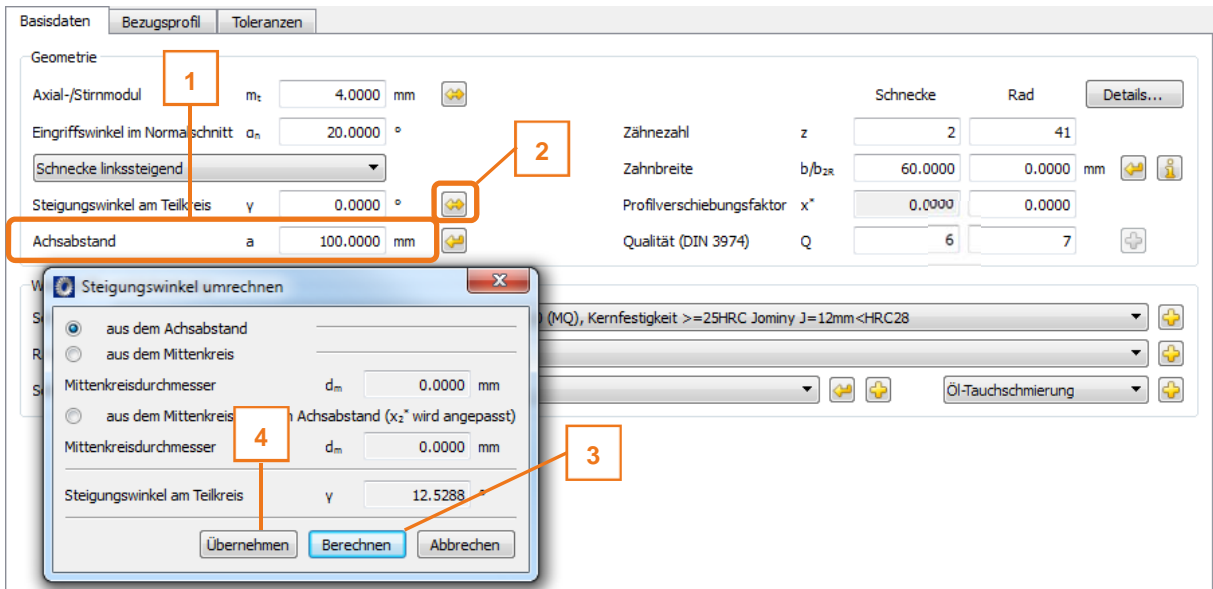 Basisdaten Bezugsprofil Toleranzen
Geometrie
1
Axial-/Stirnmodul mₜ 4.0000 mm Schnecke Rad Details...
Eingriffswinkel im Normalschnitt αₙ 20.0000 ° Zähnezahl z 2 41
2
Schnecke linkssteigend Zahnbreite b/b₂ᵣ 60.0000 0.0000 mm
Steigungswinkel am Teilkreis γ 0.0000 ° Profilverschiebungsfaktor x* 0.0000 0.0000
Achsabstand a 100.0000 mm Qualität (DIN 3974) Q 6 7
Steigungswinkel umrechnen
aus dem Achsabstand (MQ), Kernfestigkeit >=25HRC Jominy J=12mm<HRC28
aus dem Mittenkreis
Mittenkreisdurchmesser dₘ 0.0000 mm Öl-Tauchschmierung
aus dem Mittenkreis Achsabstand (x₂* wird angepasst)
4
Mittenkreisdurchmesser dₘ 0.0000 mm
3
Steigungswinkel am Teilkreis γ 12.5288 °
Übernehmen Berechnen Abbrechen